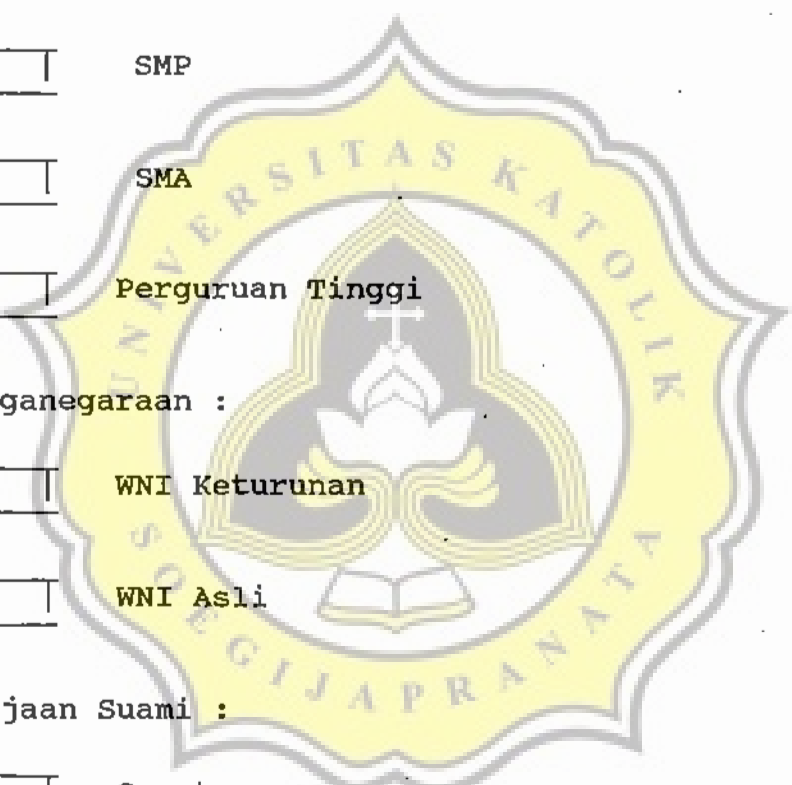 SMP
SMA
Perguruan Tinggi
ganegaraan :
WNI Keturunan
WNI Asli
jaan Suami :
UNIVERSITAS KATOLIK
SOEGIJAPRANATA